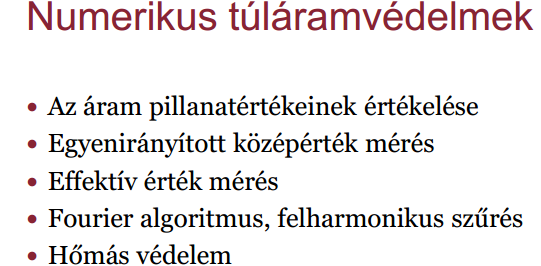 Numerikus túláramvédelmek
• Az áram pillanatértékeinek értékelése
• Egyenirányított középérték mérés
• Effektív érték mérés
• Fourier algoritmus, felharmonikus szűrés
• Hőmás védelem